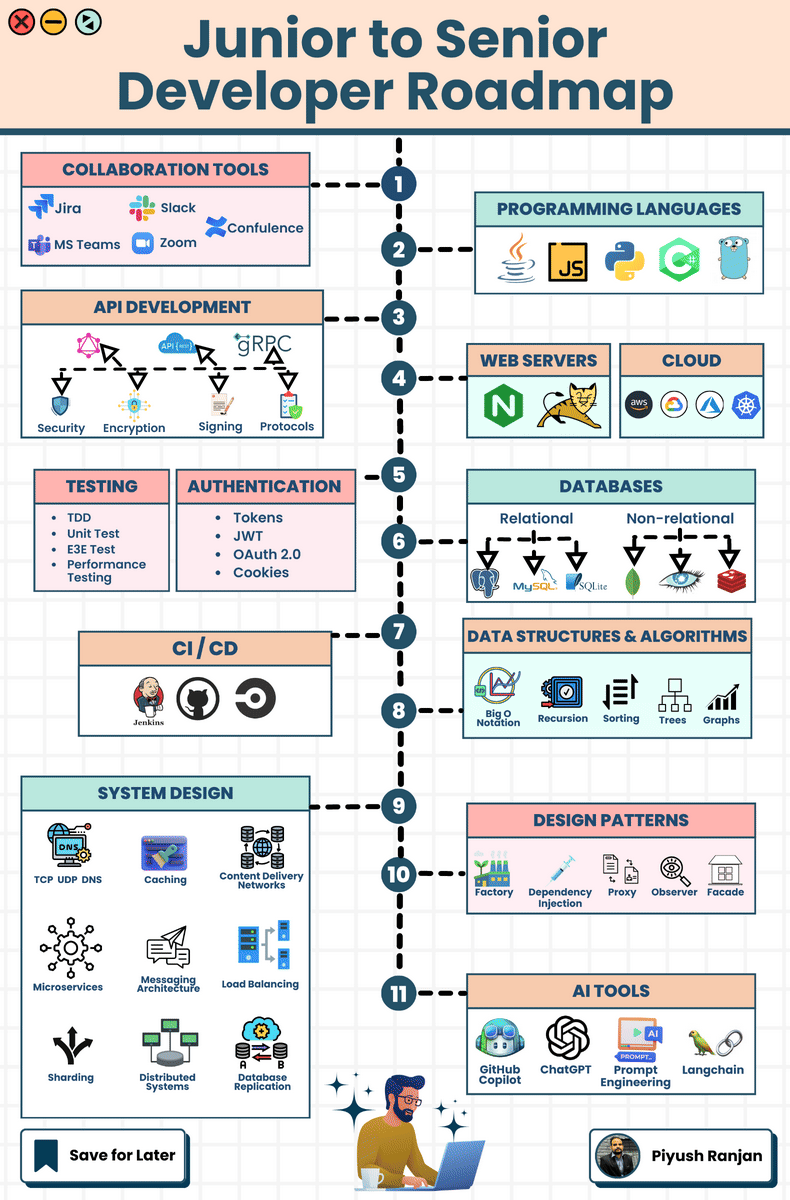 Junior to Senior
Developer Roadmap
COLLABORATION TOOLS
Jira
Slack
Confulence
MS Teams
Zoom
1
PROGRAMMING LANGUAGES
JS
C#
2
API DEVELOPMENT
API {REST}
gRPC
Security
Encryption
Signing
Protocols
3
WEB SERVERS
N
CLOUD
aws
4
TESTING
• TDD
• Unit Test
• E3E Test
• Performance
Testing
AUTHENTICATION
• Tokens
• JWT
• OAuth 2.0
• Cookies
5
DATABASES
Relational
Non-relational
MySQL
SQLite
6
CI / CD
Jenkins
7
DATA STRUCTURES & ALGORITHMS
Big O
Notation
Recursion
Sorting
Trees
Graphs
8
SYSTEM DESIGN
DNS
TCP UDP DNS
Caching
Content Delivery
Networks
Microservices
Messaging
Architecture
Load Balancing
Sharding
Distributed
Systems
A
B
Database
Replication
9
DESIGN PATTERNS
Factory
Dependency
Injection
Proxy
Observer
Facade
10
AI TOOLS
GitHub
Copilot
ChatGPT
AI
PROMPT...
Prompt
Engineering
Langchain
11
Save for Later
Piyush Ranjan